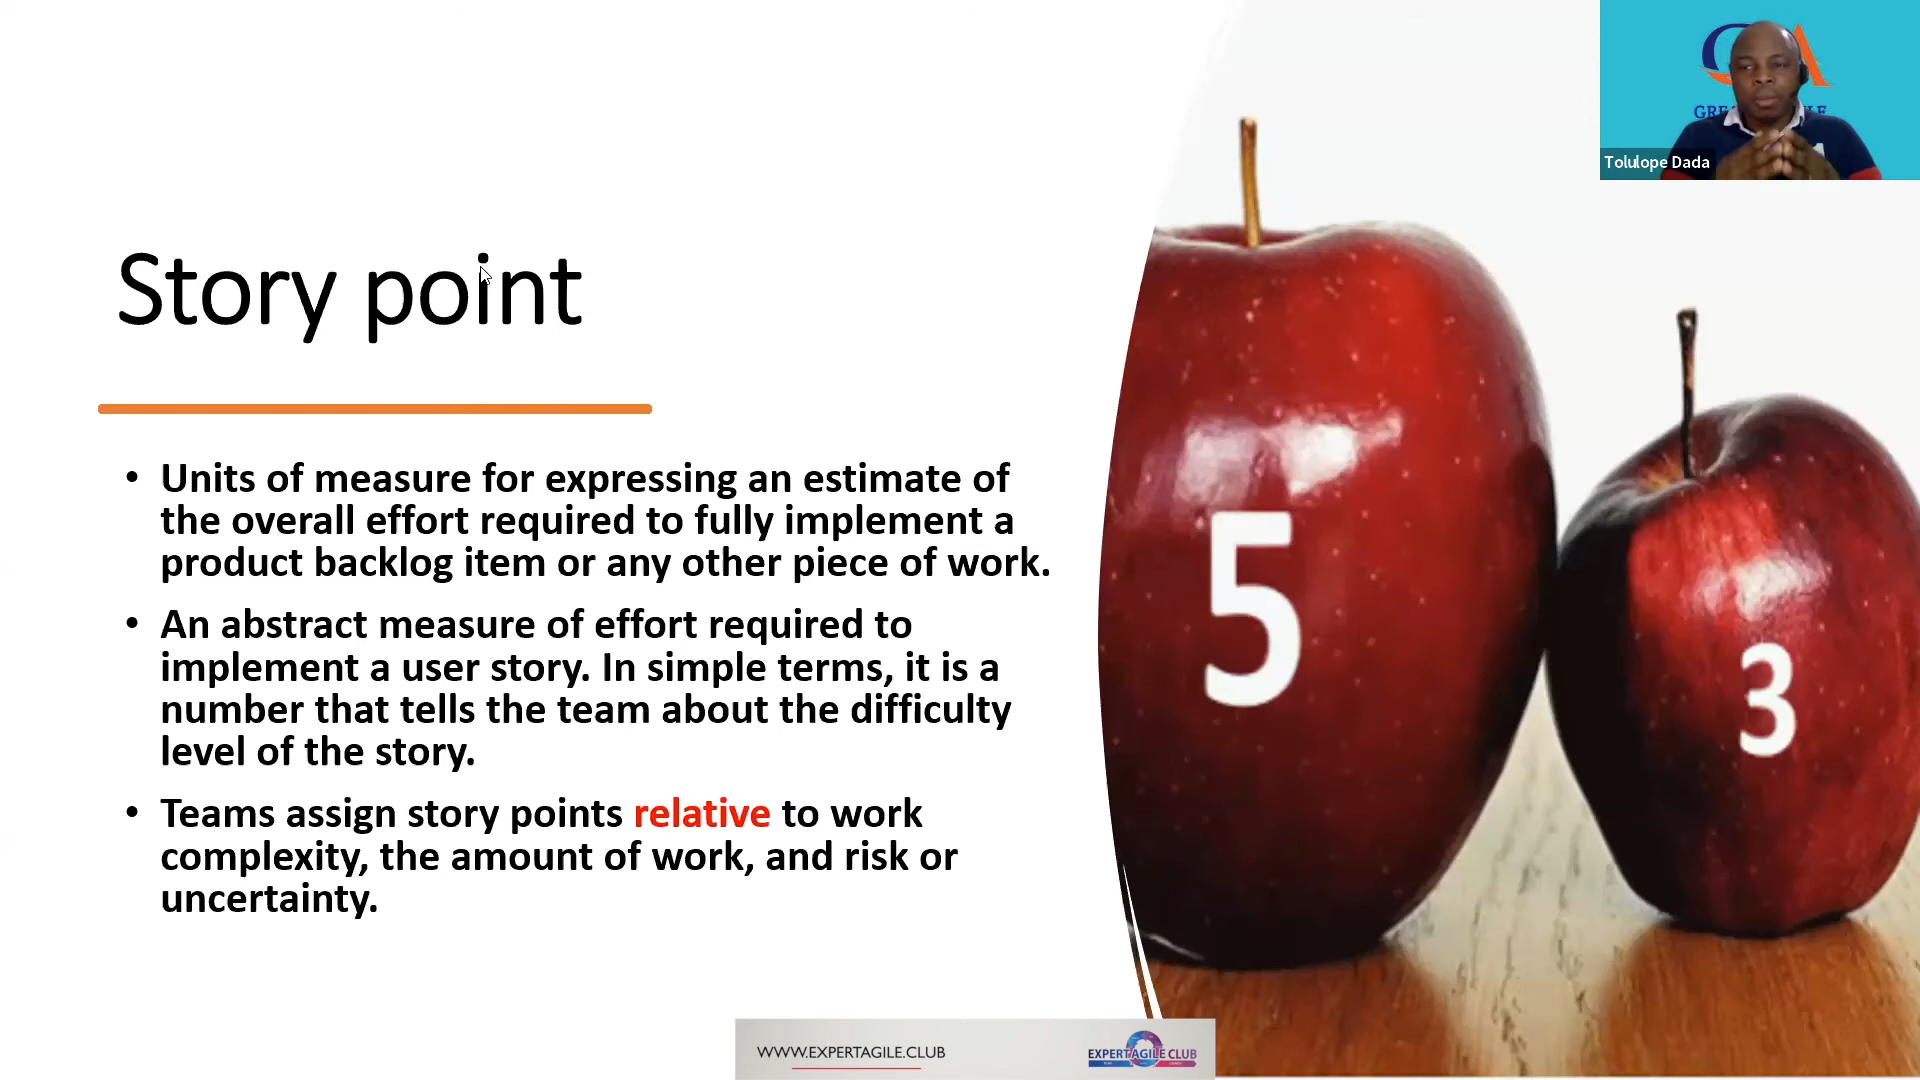 Tolulope Dada
Story point
• Units of measure for expressing an estimate of
the overall effort required to fully implement a
product backlog item or any other piece of work.
• An abstract measure of effort required to
implement a user story. In simple terms, it is a
number that tells the team about the difficulty
level of the story.
• Teams assign story points relative to work
complexity, the amount of work, and risk or
uncertainty.
5
3
WWW.EXPERTAGILE.CLUB
EXPERTAGILE CLUB